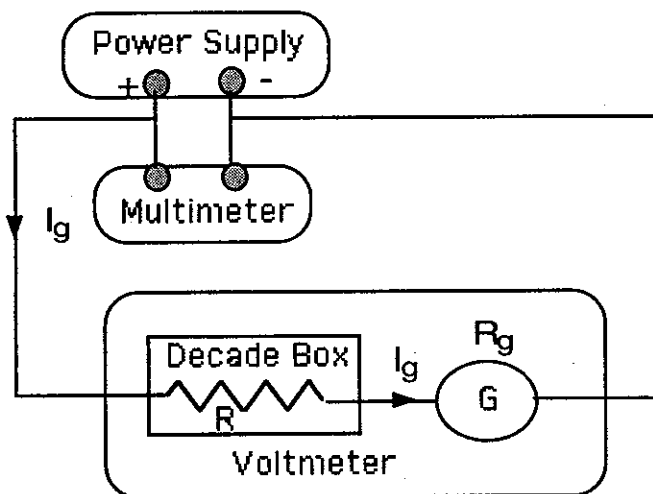 Power Supply
+ -
Multimeter
Ig
Rg
Decade Box
Ig
G
R
Voltmeter